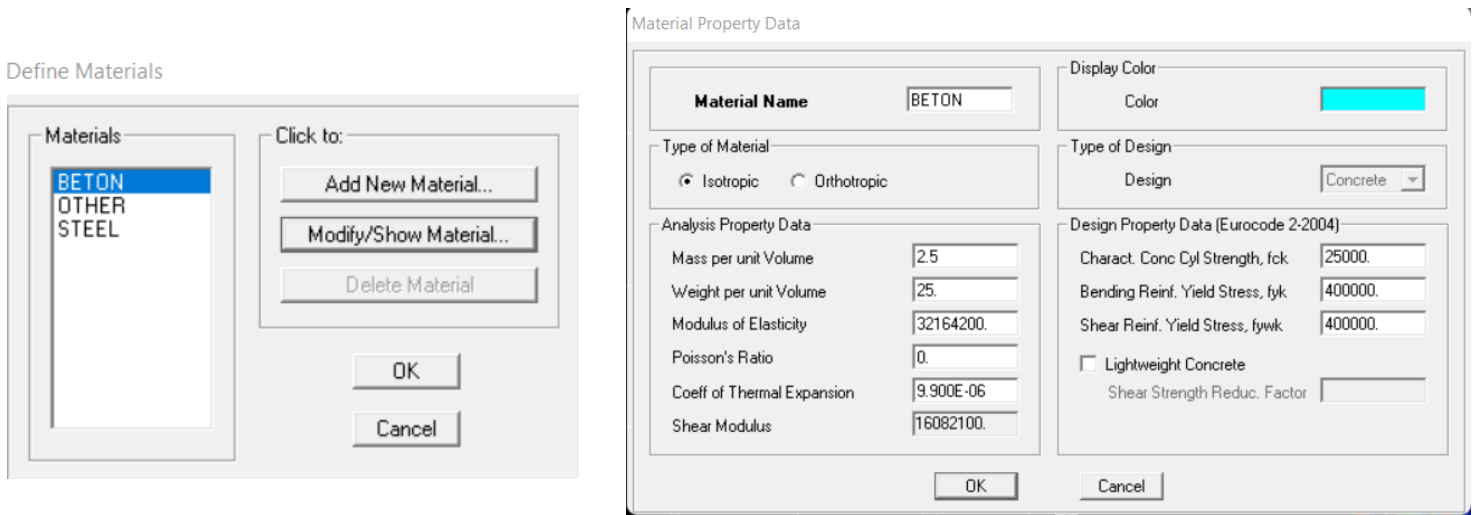 Define Materials
Materials
BETON
OTHER
STEEL
Click to:
Add New Material...
Modify/Show Material...
Delete Material
OK
Cancel
Material Property Data
Material Name BETON
Display Color
Color
Type of Material
Isotropic Orthotropic
Type of Design
Design Concrete
Analysis Property Data
Mass per unit Volume 2.5
Weight per unit Volume 25.
Modulus of Elasticity 32164200.
Poisson's Ratio 0.
Coeff of Thermal Expansion 9.900E-06
Shear Modulus 16082100.
Design Property Data (Eurocode 2-2004)
Charact. Conc Cyl Strength, fck 25000.
Bending Reinf. Yield Stress, fyk 400000.
Shear Reinf. Yield Stress, fywk 400000.
Lightweight Concrete
Shear Strength Reduc. Factor
OK
Cancel